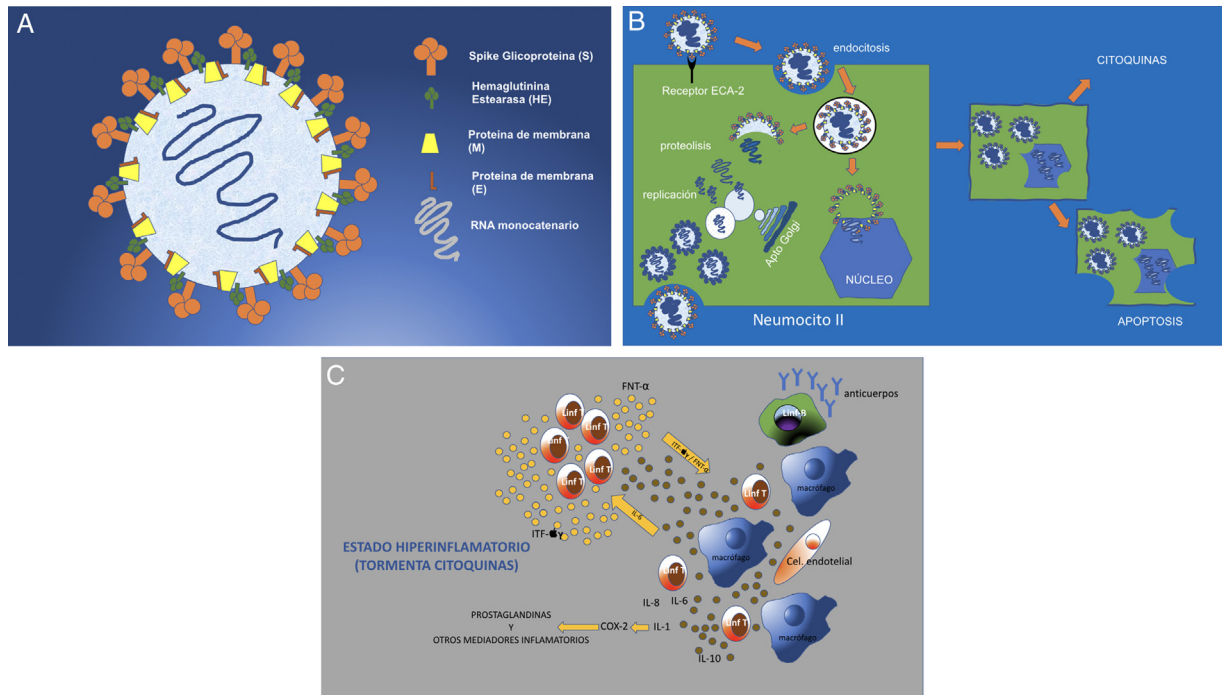 A
Spike Glicoproteina (S)
Hemaglutinina
Estearasa (HE)
Proteina de membrana
(M)
Proteina de membrana
(E)
RNA monocatenario
B
endocitosis
Receptor ECA-2
proteolisis
replicación
Apto Golgi
NÚCLEO
Neumocito II
CITOQUINAS
APOPTOSIS
C
FNT-α
Linf T
Linf T
Linf T
Linf T
Linf T
ITF-γ
ITF-γ / FNT-α
IL-6
anticuerpos
Linf-B
macrófago
Linf T
macrófago
Cel. endotelial
Linf T
IL-8
IL-6
Linf T
macrófago
IL-10
ESTADO HIPERINFLAMATORIO
(TORMENTA CITOQUINAS)
PROSTAGLANDINAS
Y
OTROS MEDIADORES INFLAMATORIOS
COX-2
IL-1